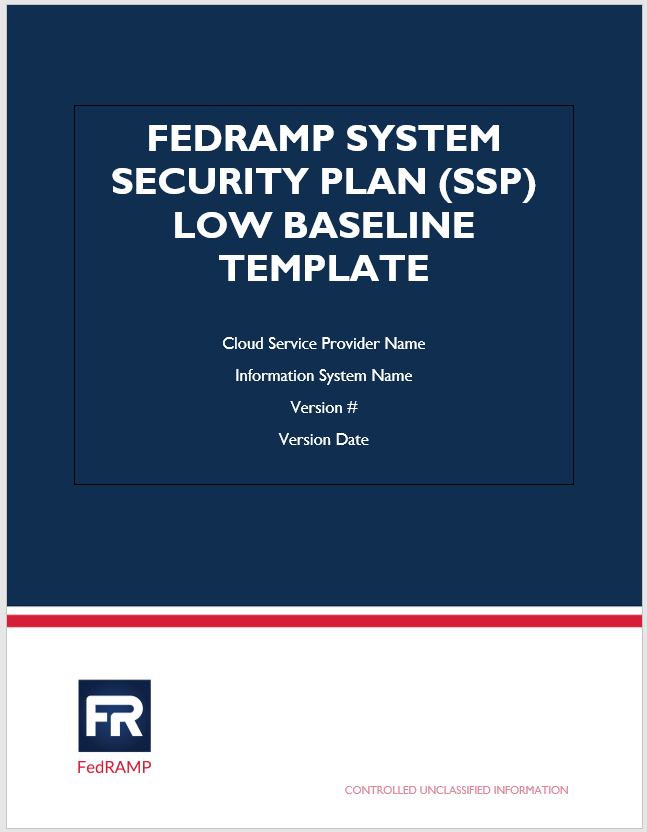 FEDRAMP SYSTEM
SECURITY PLAN (SSP)
LOW BASELINE
TEMPLATE
Cloud Service Provider Name
Information System Name
Version #
Version Date
FR
FedRAMP
CONTROLLED UNCLASSIFIED INFORMATION